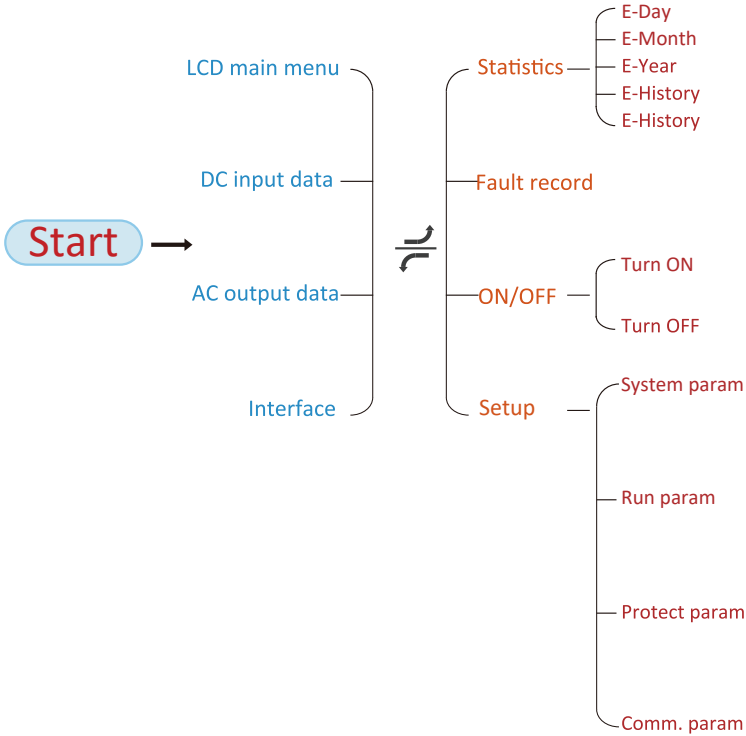 Start
LCD main menu
DC input data
AC output data
Interface
Statistics
E-Day
E-Month
E-Year
E-History
E-History
Fault record
ON/OFF
Turn ON
Turn OFF
Setup
System param
Run param
Protect param
Comm. param